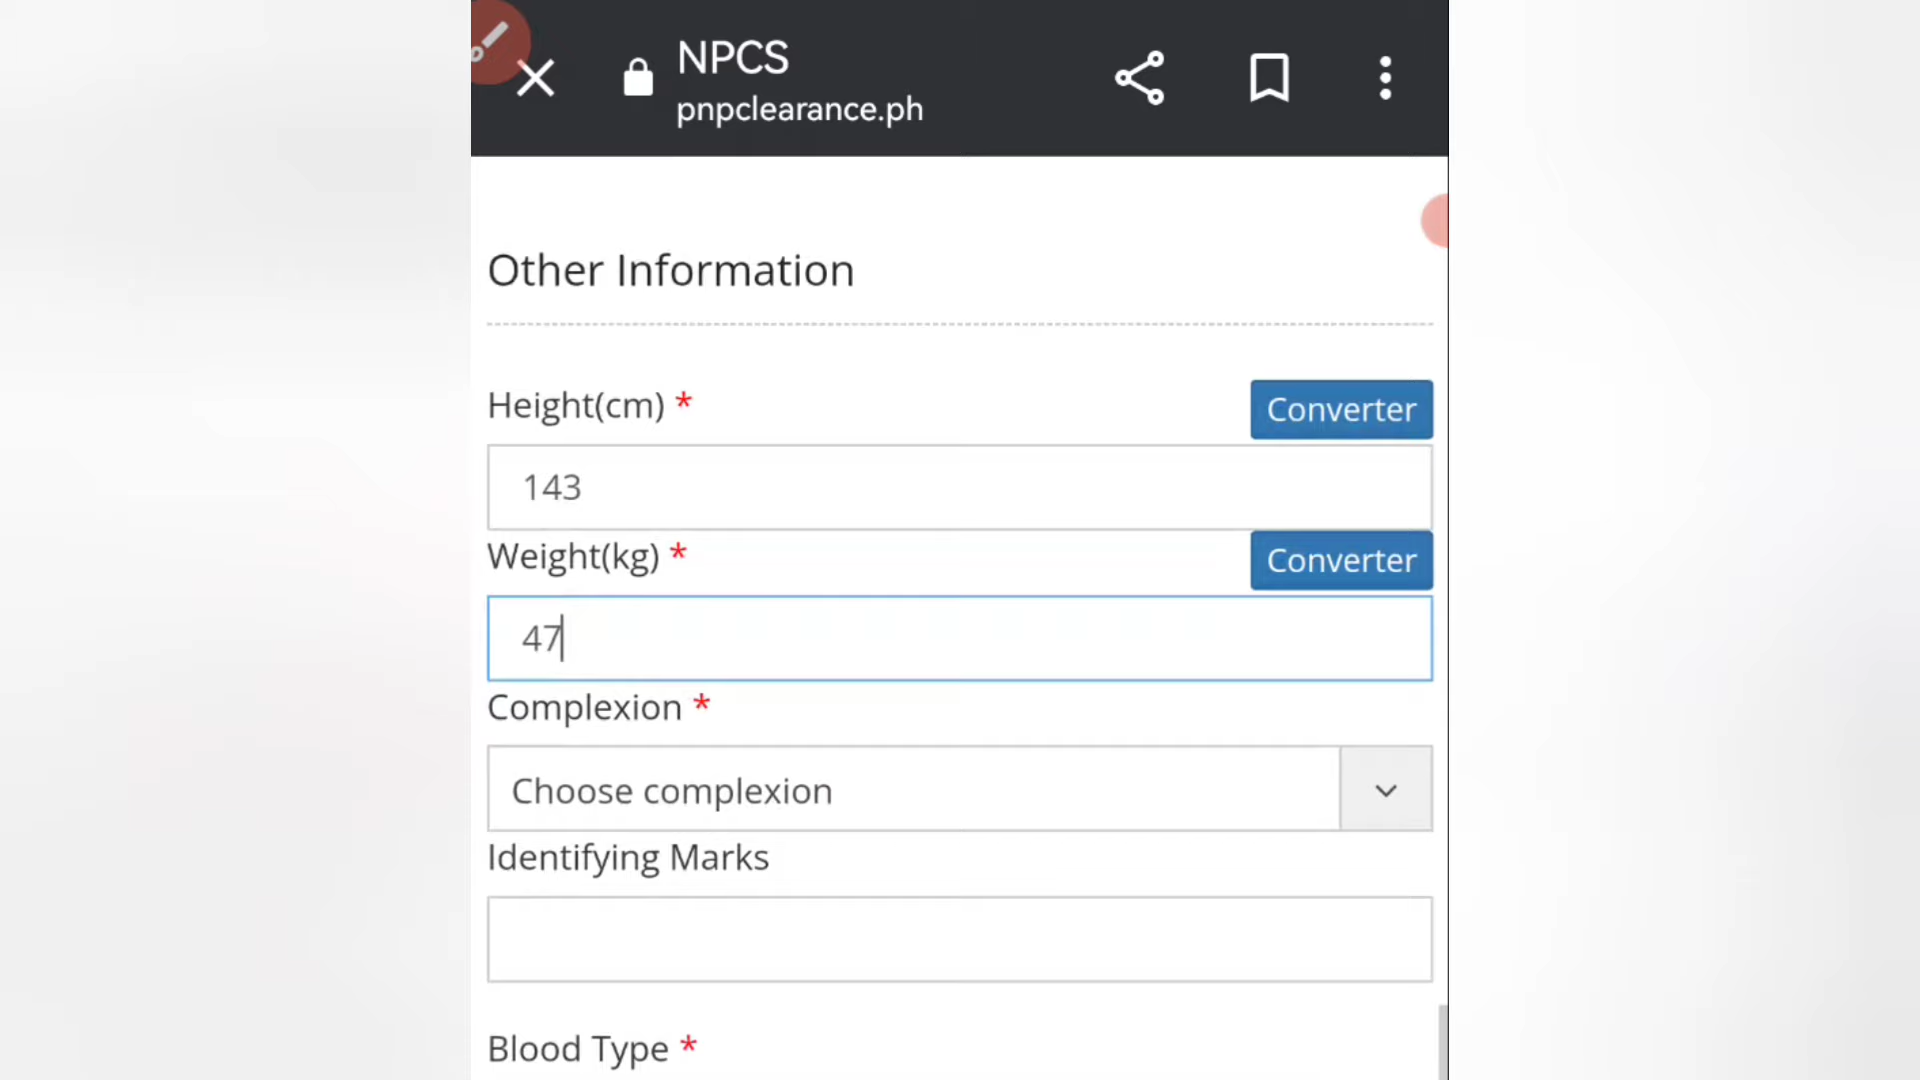 NPCS
pnpclearance.ph
Other Information
Height(cm) *
Converter
143
Weight(kg) *
Converter
47
Complexion *
Choose complexion
Identifying Marks
Blood Type *